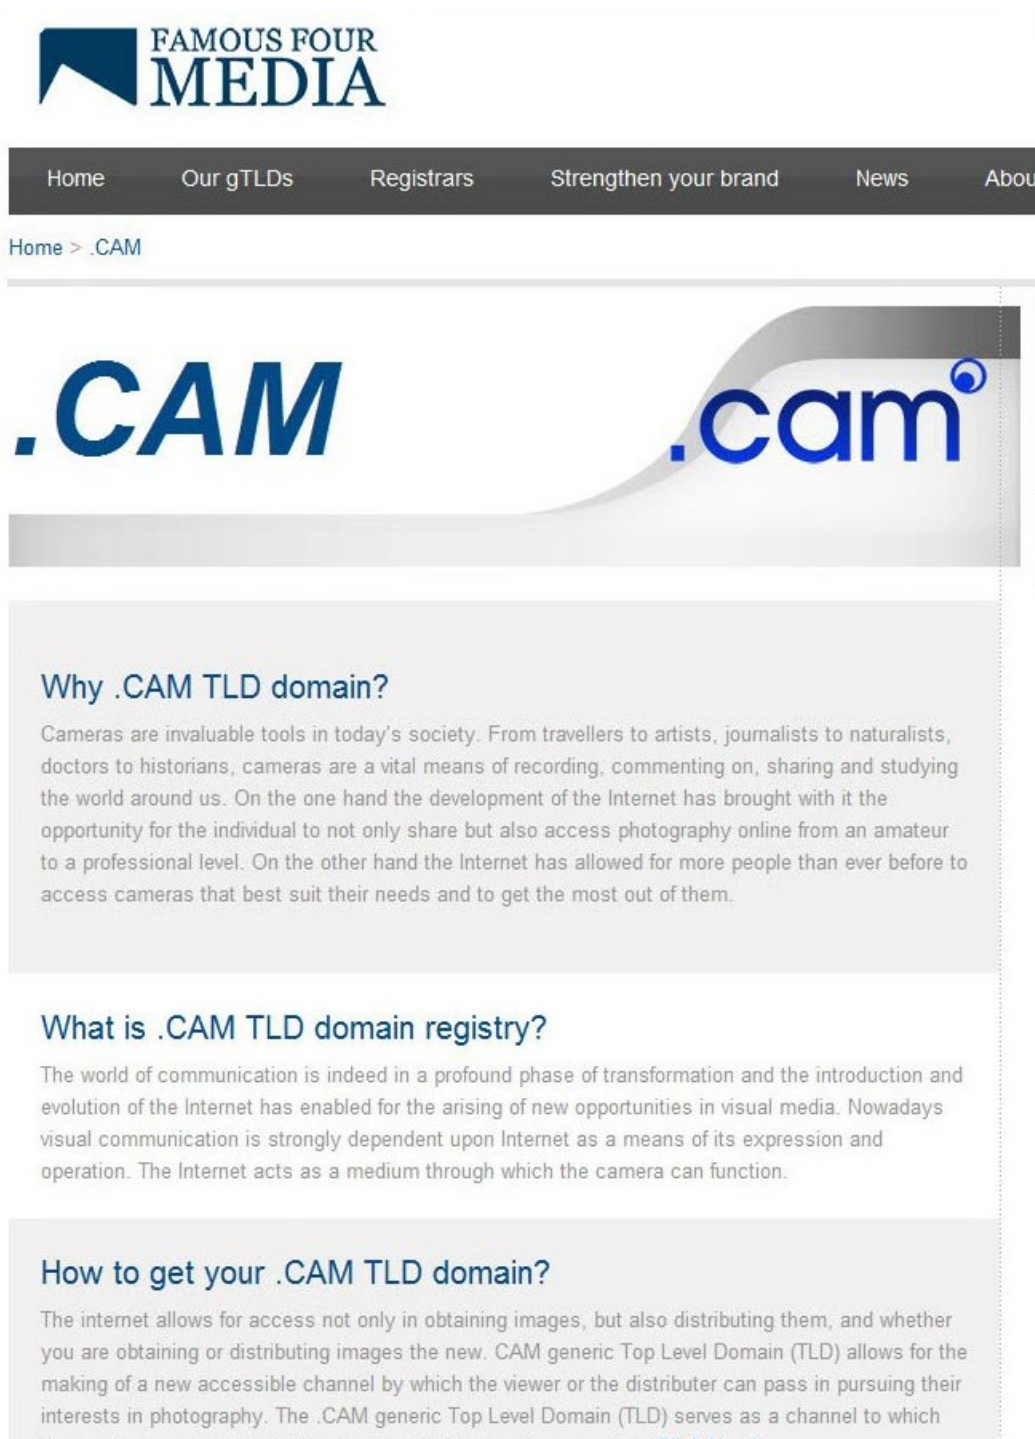 FAMOUS FOUR
MEDIA
Home Our gTLDs Registrars Strengthen your brand News Abou
Home > .CAM
.CAM
.cam
Why .CAM TLD domain?
Cameras are invaluable tools in today's society. From travellers to artists, journalists to naturalists,
doctors to historians, cameras are a vital means of recording, commenting on, sharing and studying
the world around us. On the one hand the development of the Internet has brought with it the
opportunity for the individual to not only share but also access photography online from an amateur
to a professional level. On the other hand the Internet has allowed for more people than ever before to
access cameras that best suit their needs and to get the most out of them.
What is .CAM TLD domain registry?
The world of communication is indeed in a profound phase of transformation and the introduction and
evolution of the Internet has enabled for the arising of new opportunities in visual media. Nowadays
visual communication is strongly dependent upon Internet as a means of its expression and
operation. The Internet acts as a medium through which the camera can function.
How to get your .CAM TLD domain?
The internet allows for access not only in obtaining images, but also distributing them, and whether
you are obtaining or distributing images the new. CAM generic Top Level Domain (TLD) allows for the
making of a new accessible channel by which the viewer or the distributer can pass in pursuing their
interests in photography. The .CAM generic Top Level Domain (TLD) serves as a channel to which